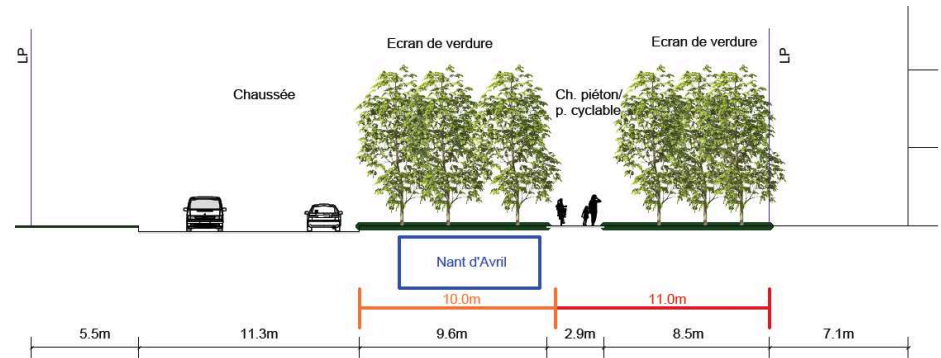 LP
Ecran de verdure
Ecran de verdure
LP
Chaussée
Ch. piéton/
p. cyclable
Nant d'Avril
10.0m
11.0m
5.5m
11.3m
9.6m
2.9m
8.5m
7.1m